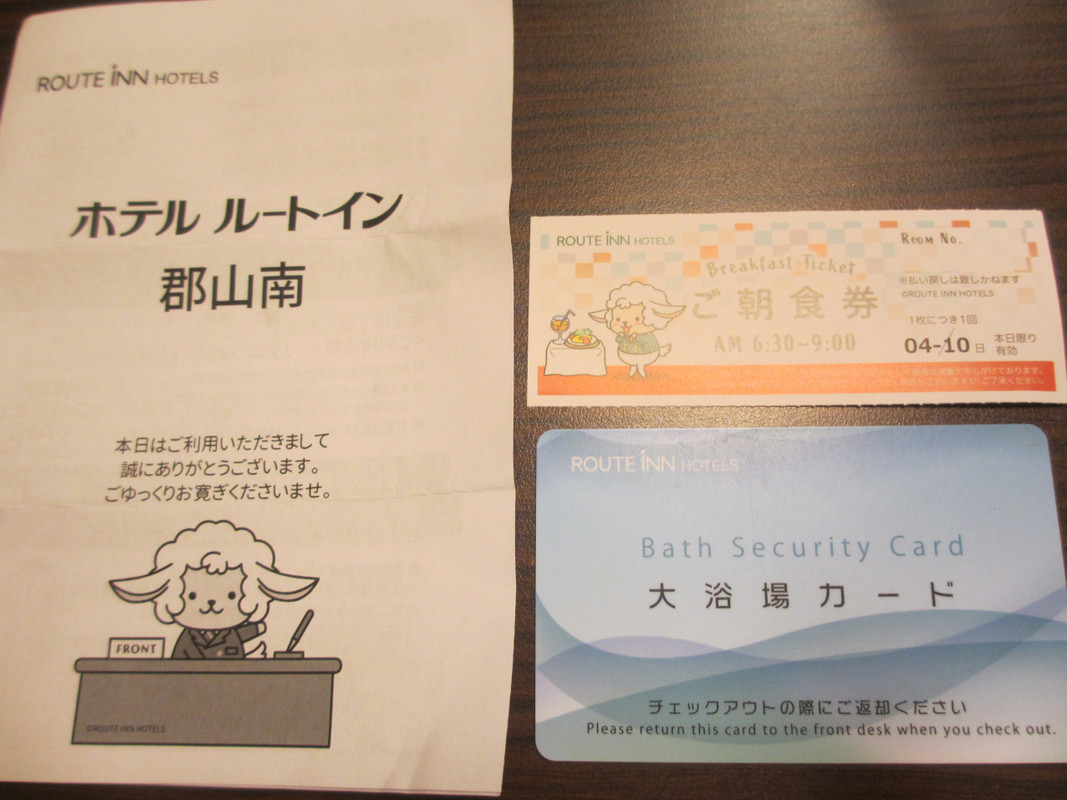 ROUTE INN HOTELS
ホテル ルートイン
郡山南
本日はご利用いただきまして
誠にありがとうございます。
ごゆっくりお寛ぎくださいませ。
FRONT
©ROUTE INN HOTELS
ROUTE INN HOTELS
Room No.
Breakfast Ticket
ご朝食券
AM 6:30~9:00
※払い戻しは致しかねます
©ROUTE INN HOTELS
1枚につき1回
04-10日 本日限り
有効
ROUTE INN HOTELS
Bath Security Card
大浴場カード
チェックアウトの際にご返却ください
Please return this card to the front desk when you check out.